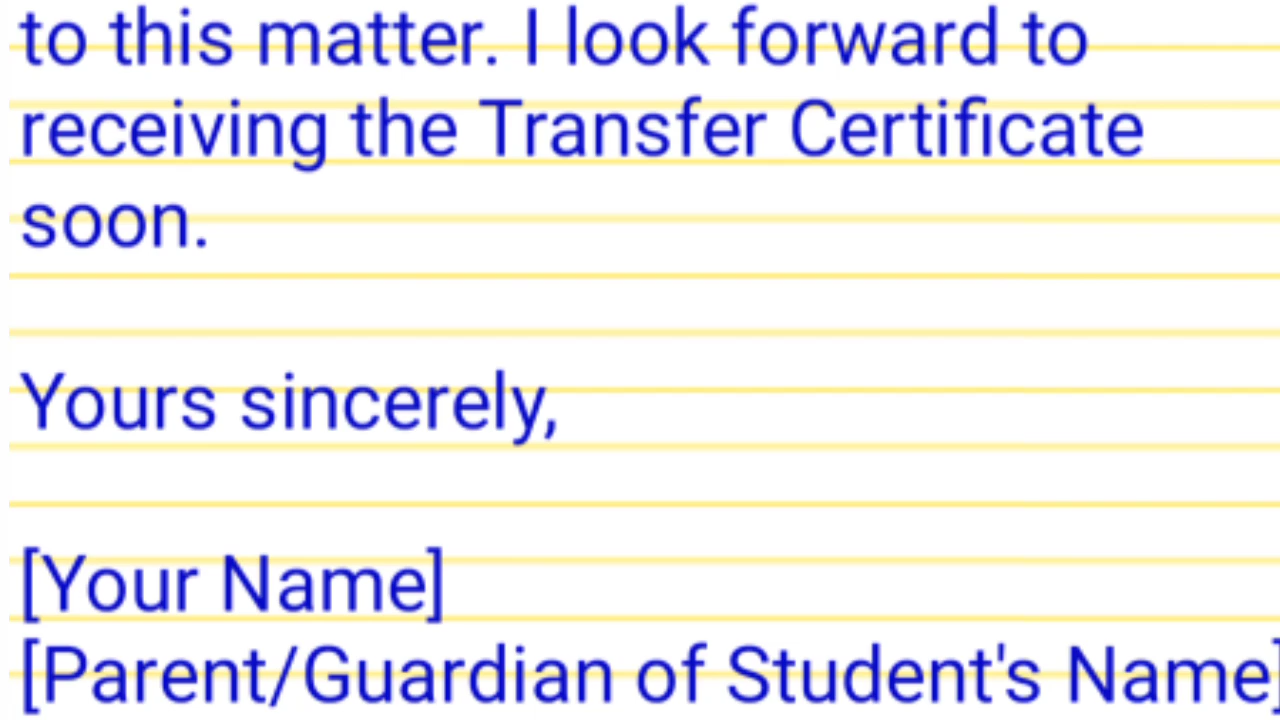 to this matter. I look forward to
receiving the Transfer Certificate
soon.
Yours sincerely,
[Your Name]
[Parent/Guardian of Student's Name]